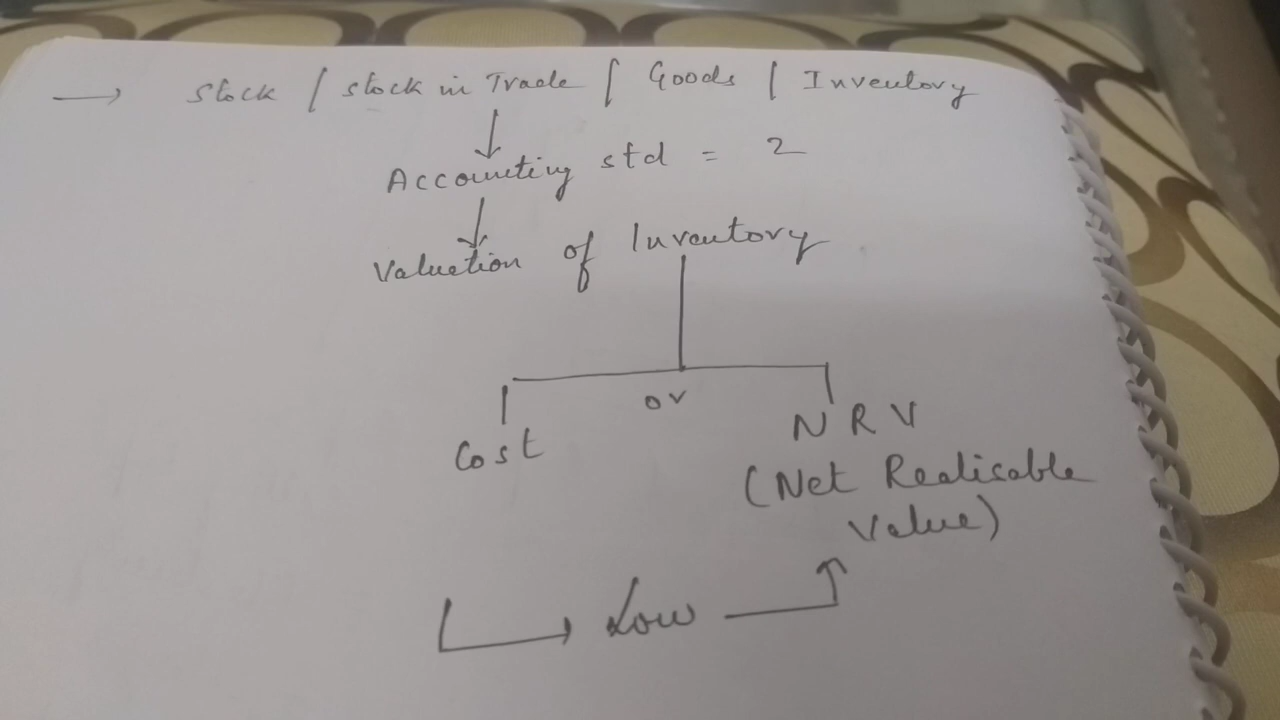 → Stock / Stock in Trade / Goods / Inventory
↓
Accounting std = 2
↓
Valuation of Inventory
Cost or NRV
(Net Realisable
Value)
→ Low